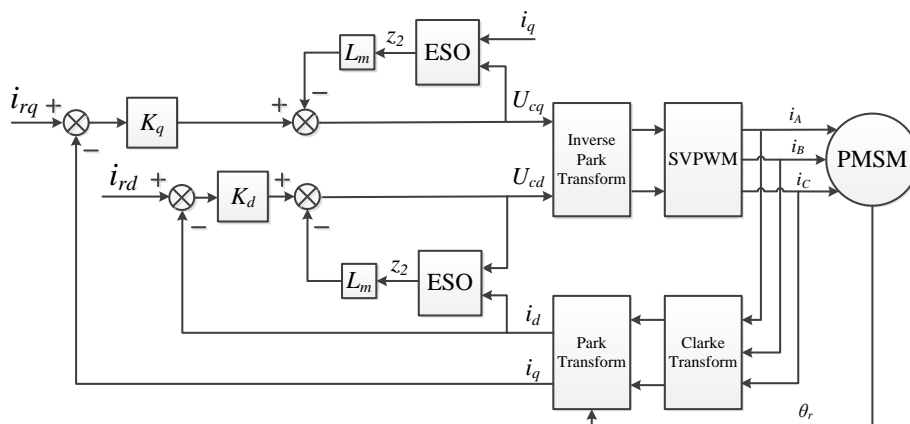 i_q
z_2
L_m
ESO
U_cq
i_rq
+
−
K_q
+
−
Inverse
Park
Transform
SVPWM
i_A
i_B
i_C
PMSM
i_rd
+
−
K_d
+
−
U_cd
L_m
z_2
ESO
i_d
i_q
Park
Transform
Clarke
Transform
θ_r